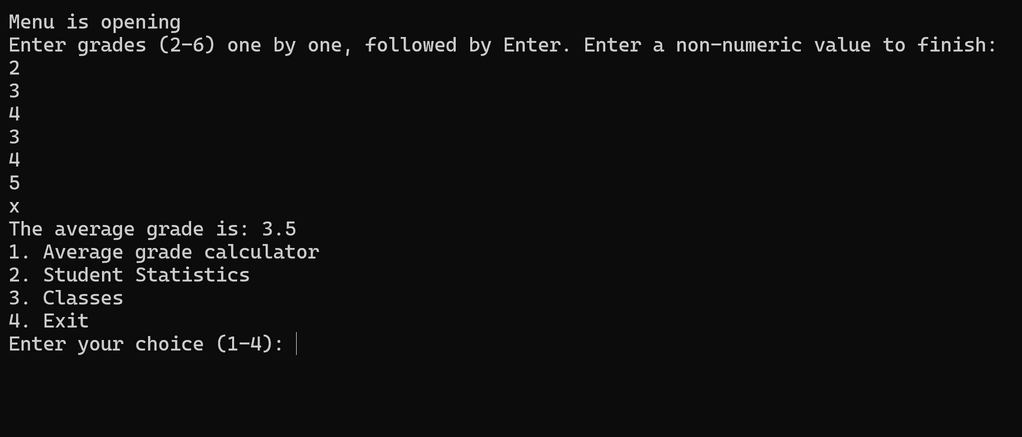 Menu is opening
Enter grades (2-6) one by one, followed by Enter. Enter a non-numeric value to finish:
2
3
4
3
4
5
x
The average grade is: 3.5
1. Average grade calculator
2. Student Statistics
3. Classes
4. Exit
Enter your choice (1-4):